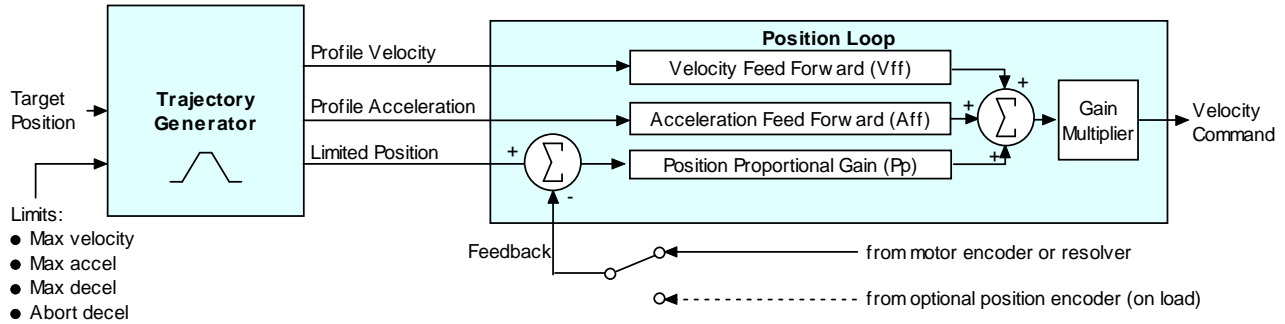 Target
Position
Limits:
● Max velocity
● Max accel
● Max decel
● Abort decel
Trajectory
Generator
Profile Velocity
Profile Acceleration
Limited Position
Position Loop
Velocity Feed Forward (Vff)
Acceleration Feed Forward (Aff)
Position Proportional Gain (Pp)
+
Σ
-
+
+
+
Σ
Gain
Multiplier
Velocity
Command
Feedback
from motor encoder or resolver
from optional position encoder (on load)